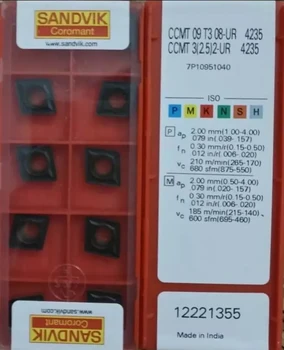 SANDVIK
Coromant
www.sandvik.com
SANDVIK
Coromant
www.sandvik.com
CCMT 09 T3 08-UR 4235
CCMT 3(2.5)2-UR 4235
7P10951040
ISO
P M K N S H
P ap 2.00 mm(1.00-4.00)
.079 in(.039-.157)
fn 0.30 mm/r(0.15-0.50)
.012 in/r(.006-.020)
vc 210 m/min(265-170)
680 sfm(875-550)
M ap 2.00 mm(0.50-4.00)
.079 in(.020-.157)
fn 0.30 mm/r(0.15-0.50)
.012 in/r(.006-.020)
vc 185 m/min(215-140)
600 sfm(695-460)
12221355
Made in India